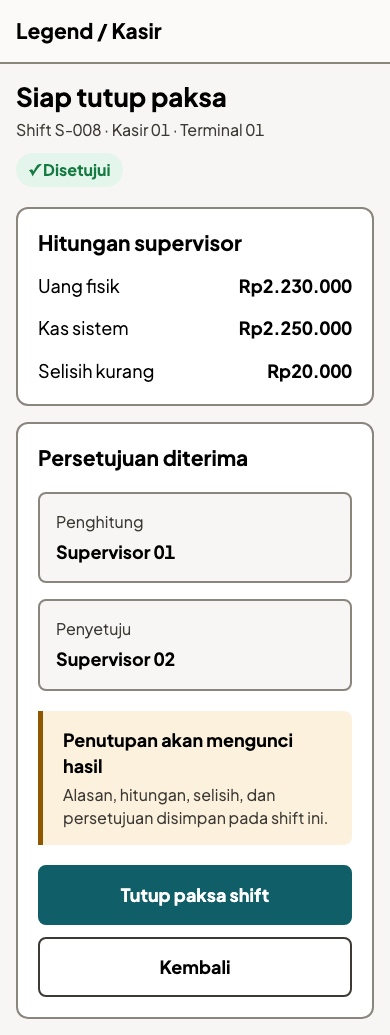 Legend / Kasir
Siap tutup paksa
Shift S-008 · Kasir 01 · Terminal 01
✓Disetujui
Hitungan supervisor
Uang fisik Rp2.230.000
Kas sistem Rp2.250.000
Selisih kurang Rp20.000
Persetujuan diterima
Penghitung
Supervisor 01
Penyetuju
Supervisor 02
Penutupan akan mengunci
hasil
Alasan, hitungan, selisih, dan
persetujuan disimpan pada shift ini.
Tutup paksa shift
Kembali